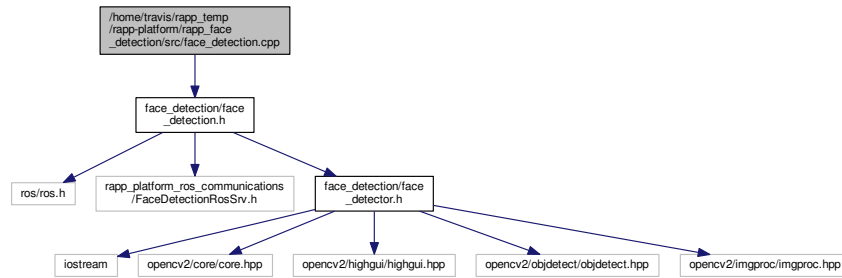 /home/travis/rapp_temp
/rapp-platform/rapp_face
_detection/src/face_detection.cpp
face_detection/face
_detection.h
ros/ros.h
rapp_platform_ros_communications
/FaceDetectionRosSrv.h
face_detection/face
_detector.h
iostream
opencv2/core/core.hpp
opencv2/highgui/highgui.hpp
opencv2/objdetect/objdetect.hpp
opencv2/imgproc/imgproc.hpp